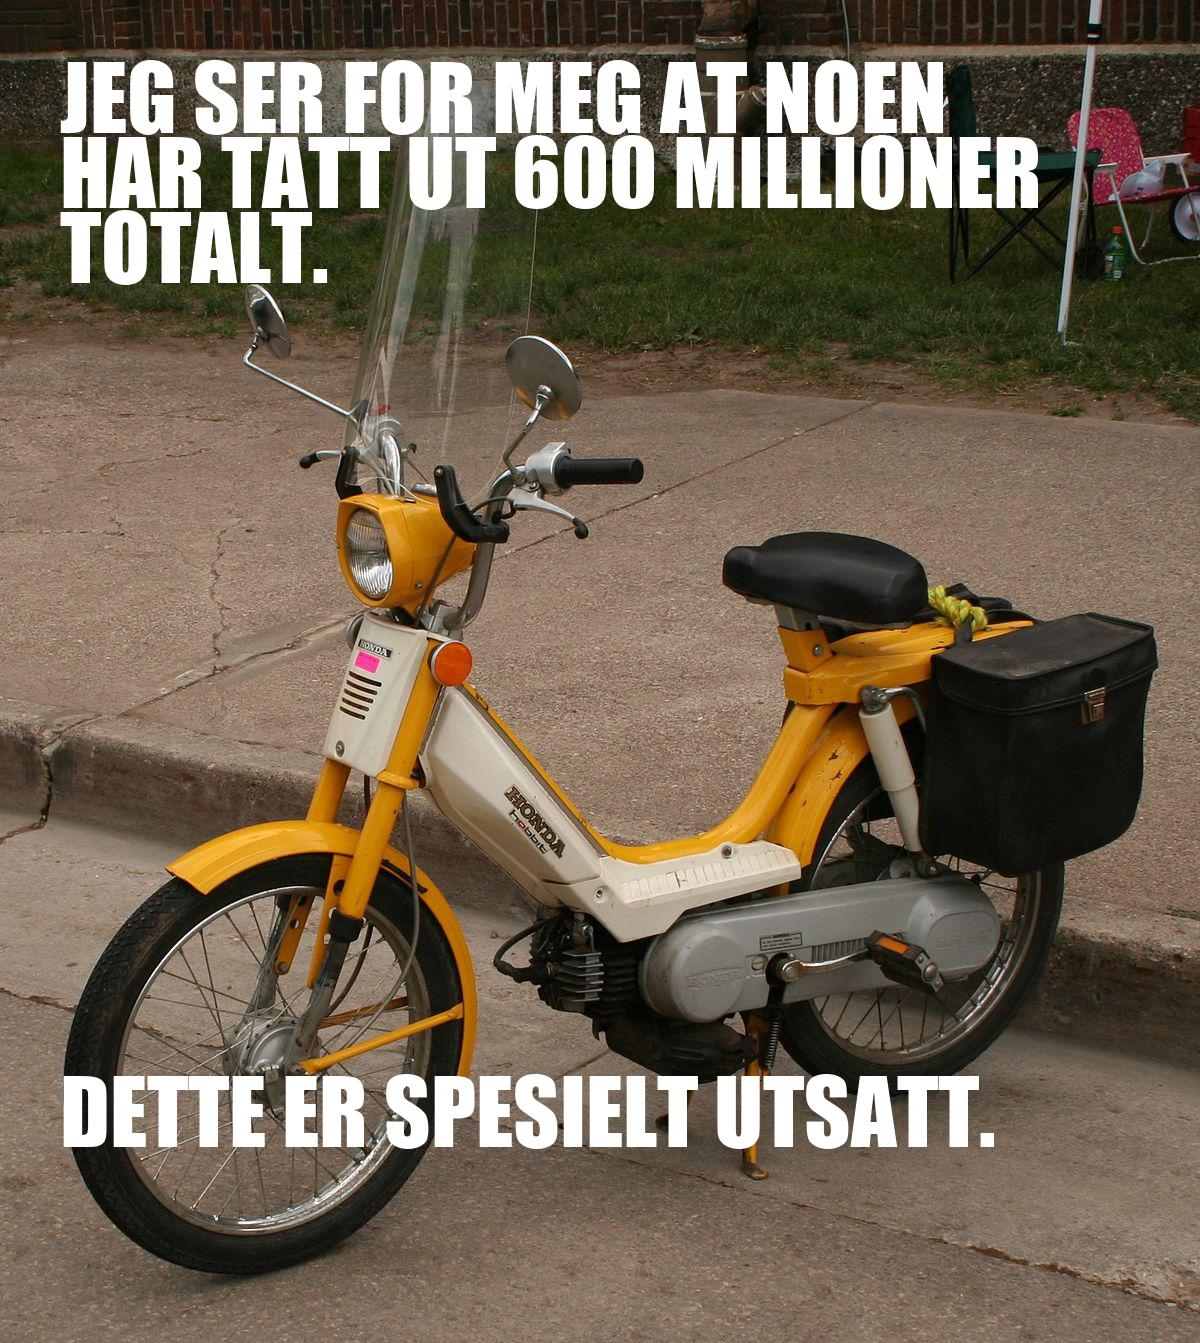 JEG SER FOR MEG AT NOEN
HAR TATT UT 600 MILLIONER
TOTALT.
HONDA
HONDA
hobbit
HONDA
DETTE ER SPESIELT UTSATT.